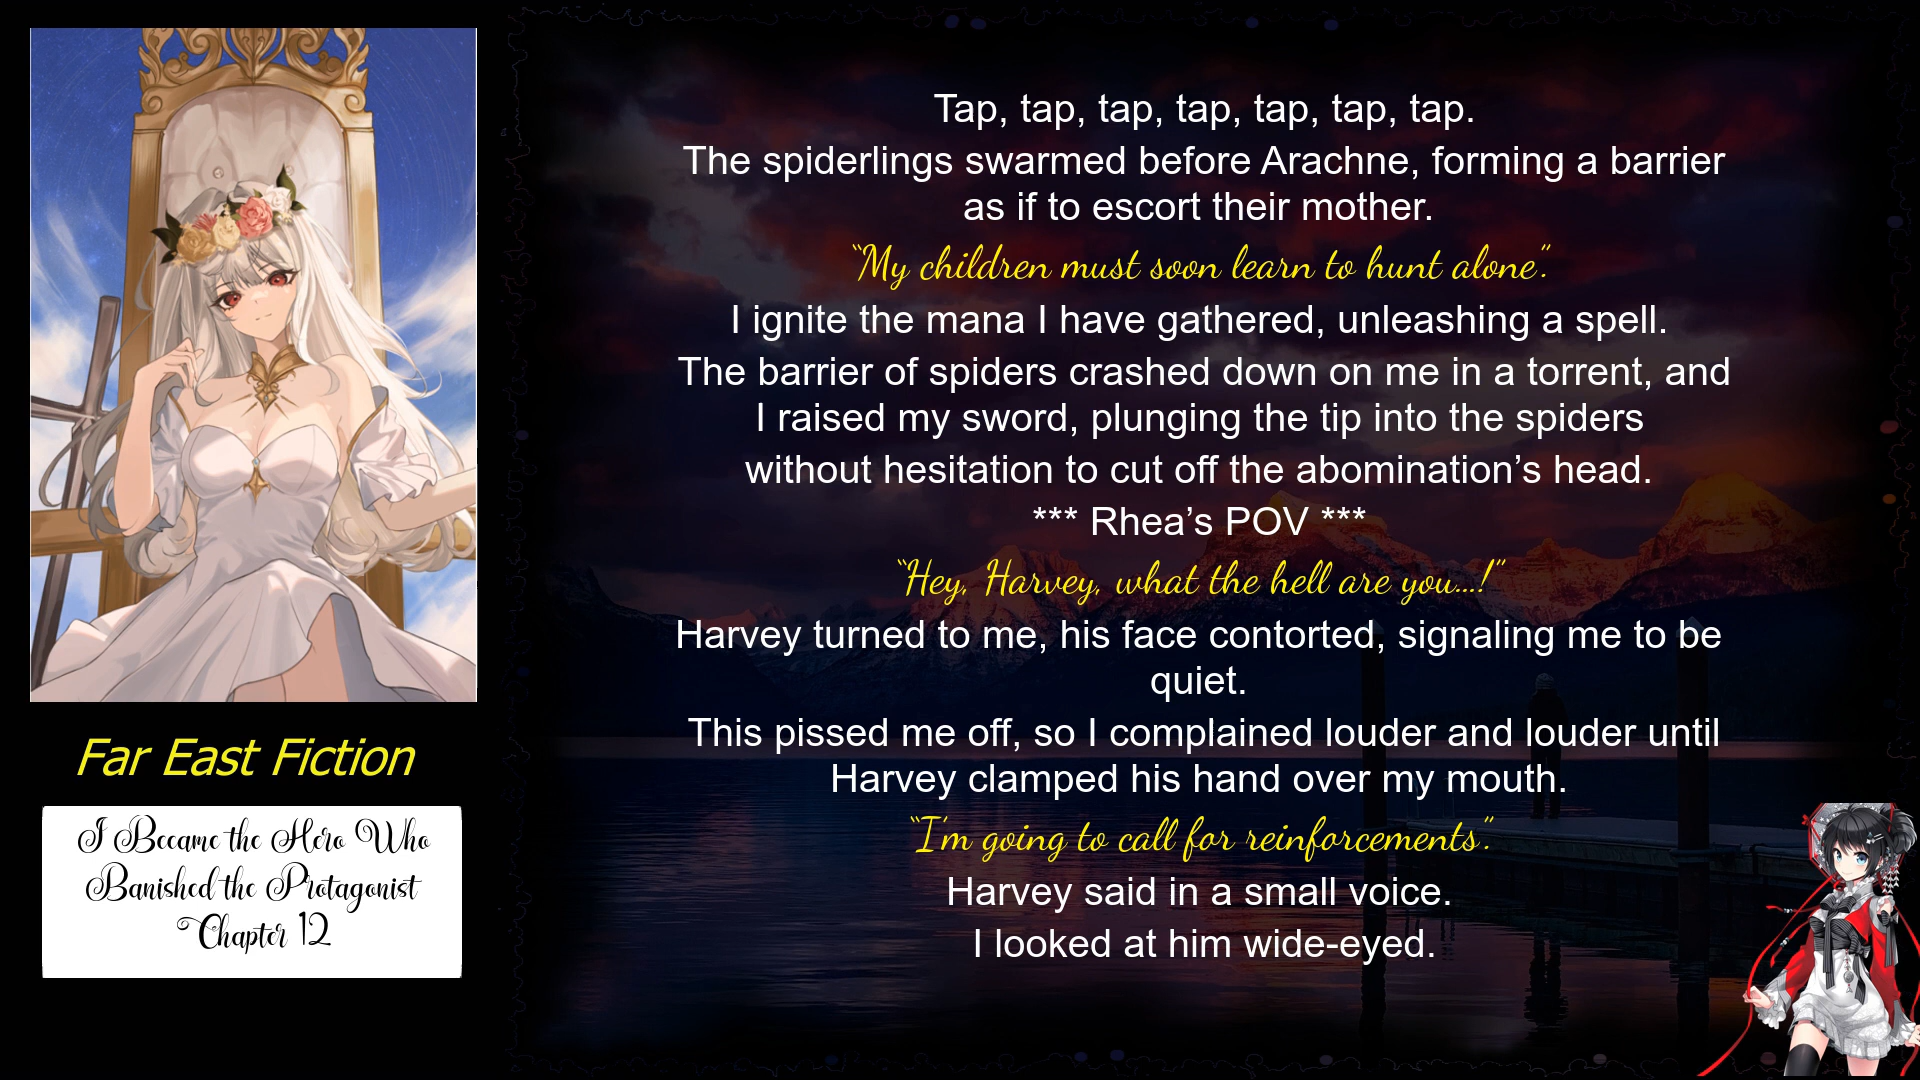 Tap, tap, tap, tap, tap, tap, tap.
The spiderlings swarmed before Arachne, forming a barrier
as if to escort their mother.
“My children must soon learn to hunt alone”.
I ignite the mana I have gathered, unleashing a spell.
The barrier of spiders crashed down on me in a torrent, and
I raised my sword, plunging the tip into the spiders
without hesitation to cut off the abomination’s head.
*** Rhea’s POV ***
“Hey, Harvey, what the hell are you...!”
Harvey turned to me, his face contorted, signaling me to be
quiet.
This pissed me off, so I complained louder and louder until
Harvey clamped his hand over my mouth.
“I’m going to call for reinforcements”.
Harvey said in a small voice.
I looked at him wide-eyed.
Far East Fiction
I Became the Hero Who
Banished the Protagonist
Chapter 12